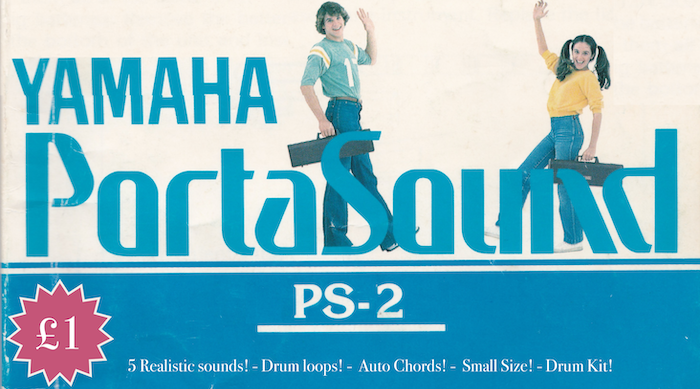 YAMAHA
PortaSound
PS-2
£1
5 Realistic sounds! - Drum loops! - Auto Chords! - Small Size! - Drum Kit!